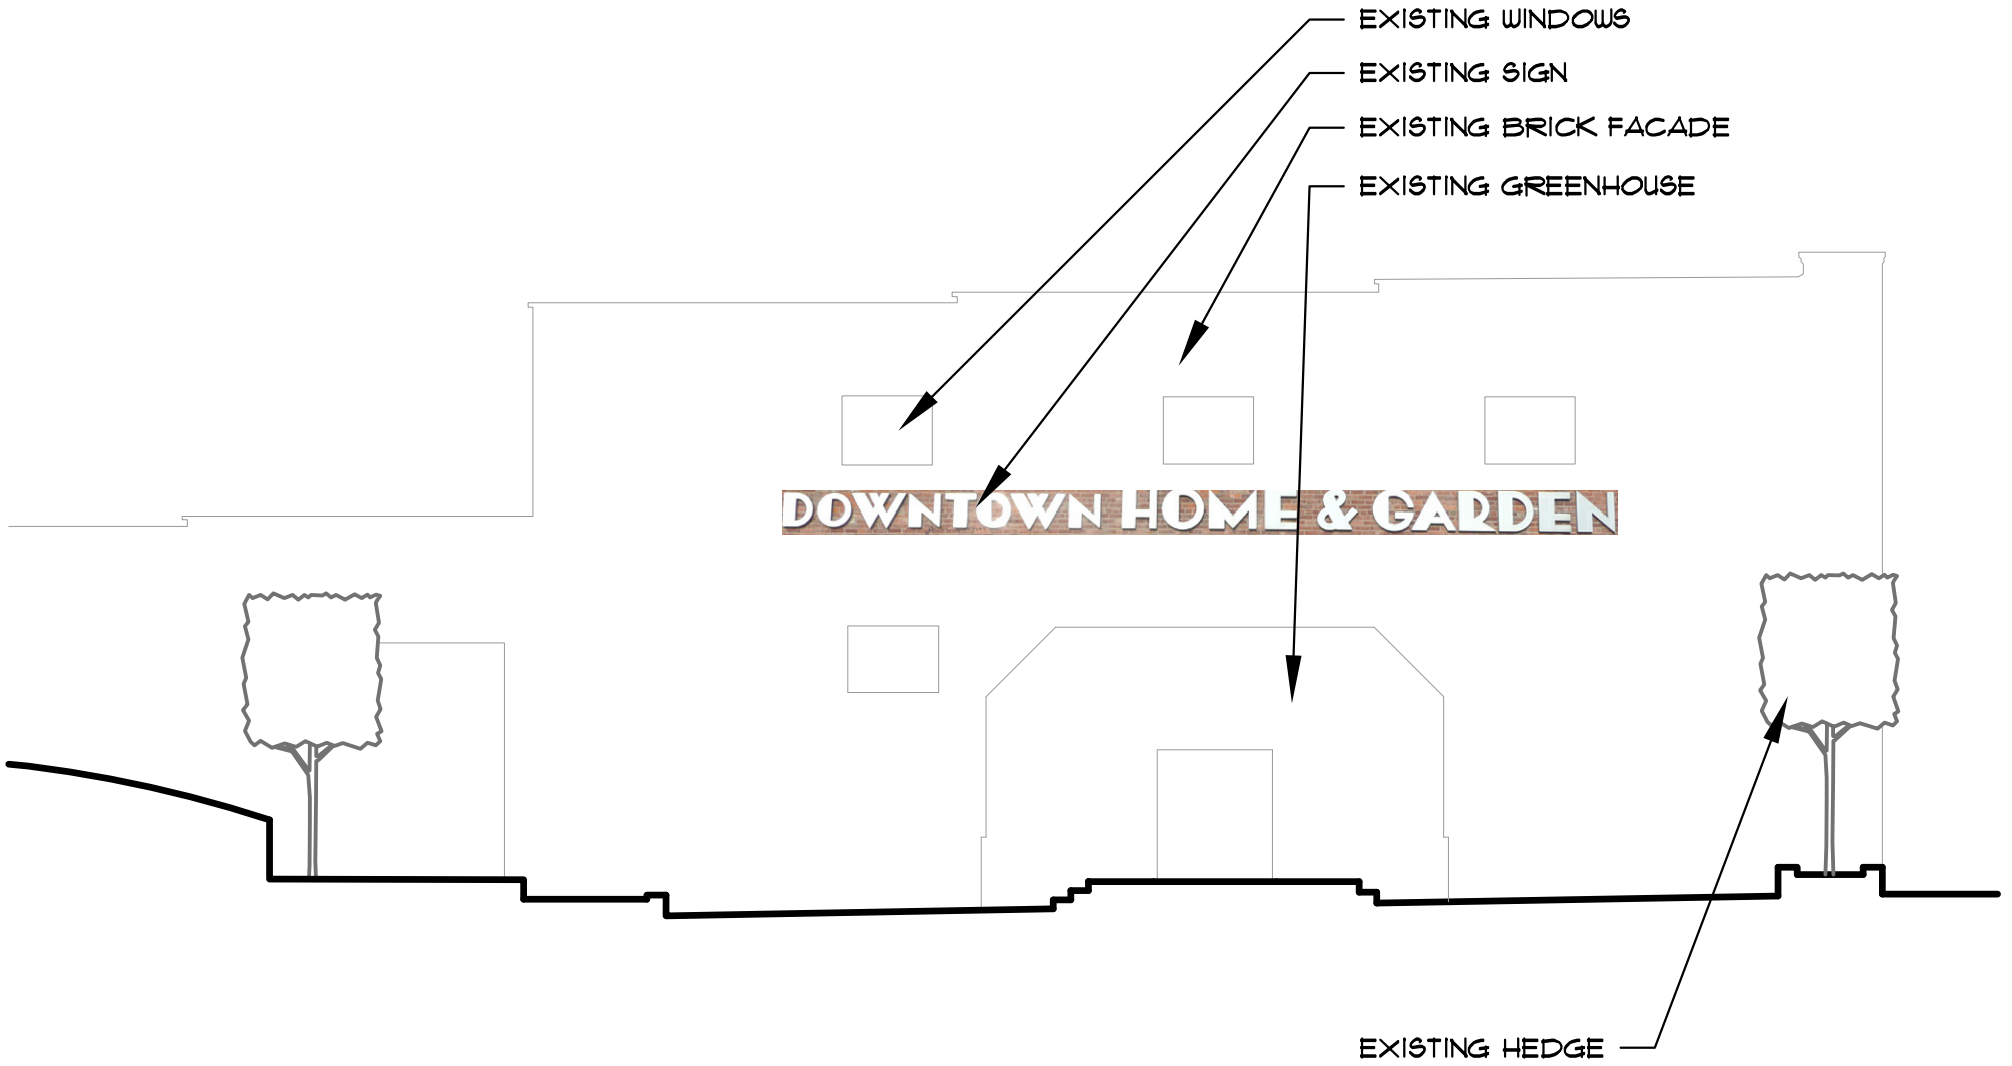 EXISTING WINDOWS
EXISTING SIGN
EXISTING BRICK FACADE
EXISTING GREENHOUSE
DOWNTOWN HOME & GARDEN
EXISTING HEDGE